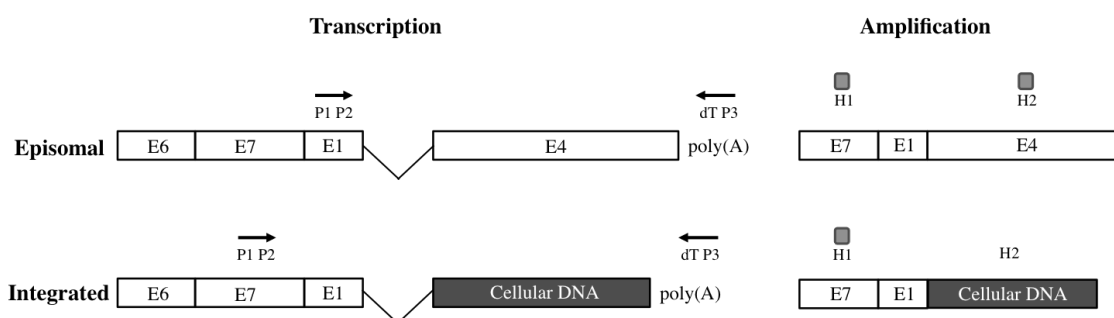 Transcription Amplification
P1 P2 dT P3 H1 H2
Episomal E6 E7 E1 E4 poly(A) E7 E1 E4
P1 P2 dT P3 H1 H2
Integrated E6 E7 E1 Cellular DNA poly(A) E7 E1 Cellular DNA